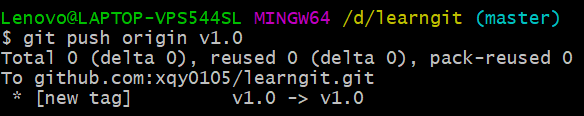 Lenovo@LAPTOP-VPS544SL MINGW64 /d/learngit (master)
$ git push origin v1.0
Total 0 (delta 0), reused 0 (delta 0), pack-reused 0
To github.com:xqy0105/learngit.git
 * [new tag]         v1.0 -> v1.0